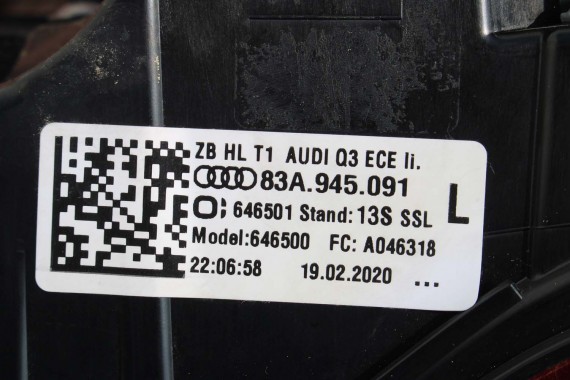 ZB HL T1 AUDI Q3 ECE li.
83A.945.091
L
646501 Stand: 13S SSL
Model:646500 FC: A046318
22:06:58 19.02.2020 ...